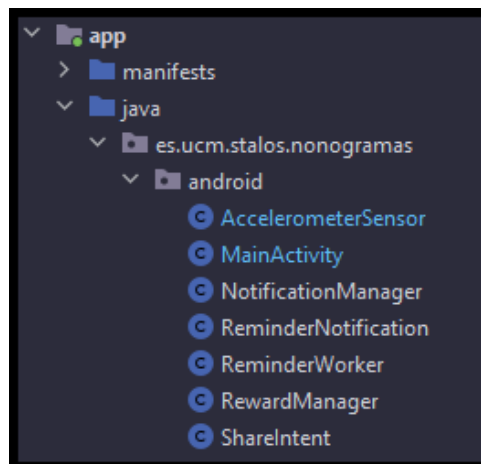 app
manifests
java
es.ucm.stalos.nonogramas
android
C AccelerometerSensor
C MainActivity
C NotificationManager
C ReminderNotification
C ReminderWorker
C RewardManager
C ShareIntent